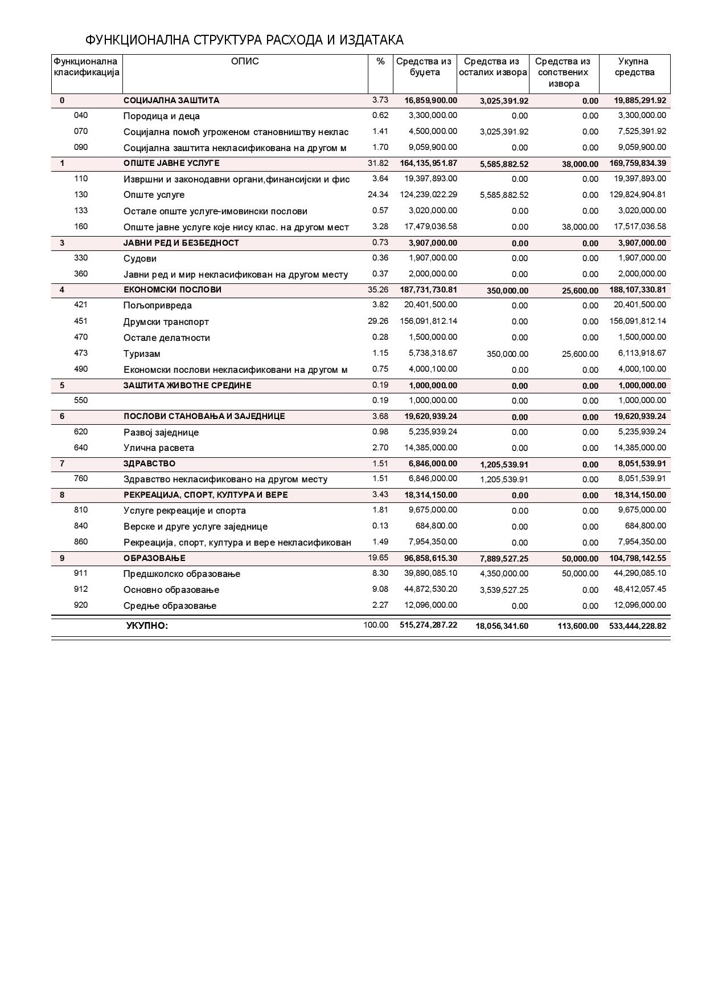 ФУНКЦИОНАЛНА СТРУКТУРА РАСХОДА И ИЗДАТАКА
Функционална класификација ОПИС % Средства из буџета Средства из осталих извора Средства из сопствених извора Укупна средства
0 СОЦИЈАЛНА ЗАШТИТА 3.73 16,859,900.00 3,025,391.92 0.00 19,885,291.92
040 Породица и деца 0.62 3,300,000.00 0.00 0.00 3,300,000.00
070 Социјална помоћ угроженом становништву неклас 1.41 4,500,000.00 3,025,391.92 0.00 7,525,391.92
090 Социјална заштита некласификована на другом м 1.70 9,059,900.00 0.00 0.00 9,059,900.00
1 ОПШТЕ ЈАВНЕ УСЛУГЕ 31.82 164,135,951.87 5,585,882.52 38,000.00 169,759,834.39
110 Извршни и законодавни органи,финансијски и фис 3.64 19,397,893.00 0.00 0.00 19,397,893.00
130 Опште услуге 24.34 124,239,022.29 5,585,882.52 0.00 129,824,904.81
133 Остале опште услуге-имовински послови 0.57 3,020,000.00 0.00 0.00 3,020,000.00
160 Опште јавне услуге које нису клас. на другом мест 3.28 17,479,036.58 0.00 38,000.00 17,517,036.58
3 ЈАВНИ РЕД И БЕЗБЕДНОСТ 0.73 3,907,000.00 0.00 0.00 3,907,000.00
330 Судови 0.36 1,907,000.00 0.00 0.00 1,907,000.00
360 Јавни ред и мир некласификован на другом месту 0.37 2,000,000.00 0.00 0.00 2,000,000.00
4 ЕКОНОМСКИ ПОСЛОВИ 35.26 187,731,730.81 350,000.00 25,600.00 188,107,330.81
421 Пољопривреда 3.82 20,401,500.00 0.00 0.00 20,401,500.00
451 Друмски транспорт 29.26 156,091,812.14 0.00 0.00 156,091,812.14
470 Остале делатности 0.28 1,500,000.00 0.00 0.00 1,500,000.00
473 Туризам 1.15 5,738,318.67 350,000.00 25,600.00 6,113,918.67
490 Економски послови некласификовани на другом м 0.75 4,000,100.00 0.00 0.00 4,000,100.00
5 ЗАШТИТА ЖИВОТНЕ СРЕДИНЕ 0.19 1,000,000.00 0.00 0.00 1,000,000.00
550 0.19 1,000,000.00 0.00 0.00 1,000,000.00
6 ПОСЛОВИ СТАНОВАЊА И ЗАЈЕДНИЦЕ 3.68 19,620,939.24 0.00 0.00 19,620,939.24
620 Развој заједнице 0.98 5,235,939.24 0.00 0.00 5,235,939.24
640 Улична расвета 2.70 14,385,000.00 0.00 0.00 14,385,000.00
7 ЗДРАВСТВО 1.51 6,846,000.00 1,205,539.91 0.00 8,051,539.91
760 Здравство некласификовано на другом месту 1.51 6,846,000.00 1,205,539.91 0.00 8,051,539.91
8 РЕКРЕАЦИЈА, СПОРТ, КУЛТУРА И ВЕРЕ 3.43 18,314,150.00 0.00 0.00 18,314,150.00
810 Услуге рекреације и спорта 1.81 9,675,000.00 0.00 0.00 9,675,000.00
840 Верске и друге услуге заједнице 0.13 684,800.00 0.00 0.00 684,800.00
860 Рекреација, спорт, култура и вере некласификован 1.49 7,954,350.00 0.00 0.00 7,954,350.00
9 ОБРАЗОВАЊЕ 19.65 96,858,615.30 7,889,527.25 50,000.00 104,798,142.55
911 Предшколско образовање 8.30 39,890,085.10 4,350,000.00 50,000.00 44,290,085.10
912 Основно образовање 9.08 44,872,530.20 3,539,527.25 0.00 48,412,057.45
920 Средње образовање 2.27 12,096,000.00 0.00 0.00 12,096,000.00
УКУПНО: 100.00 515,274,287.22 18,056,341.60 113,600.00 533,444,228.82